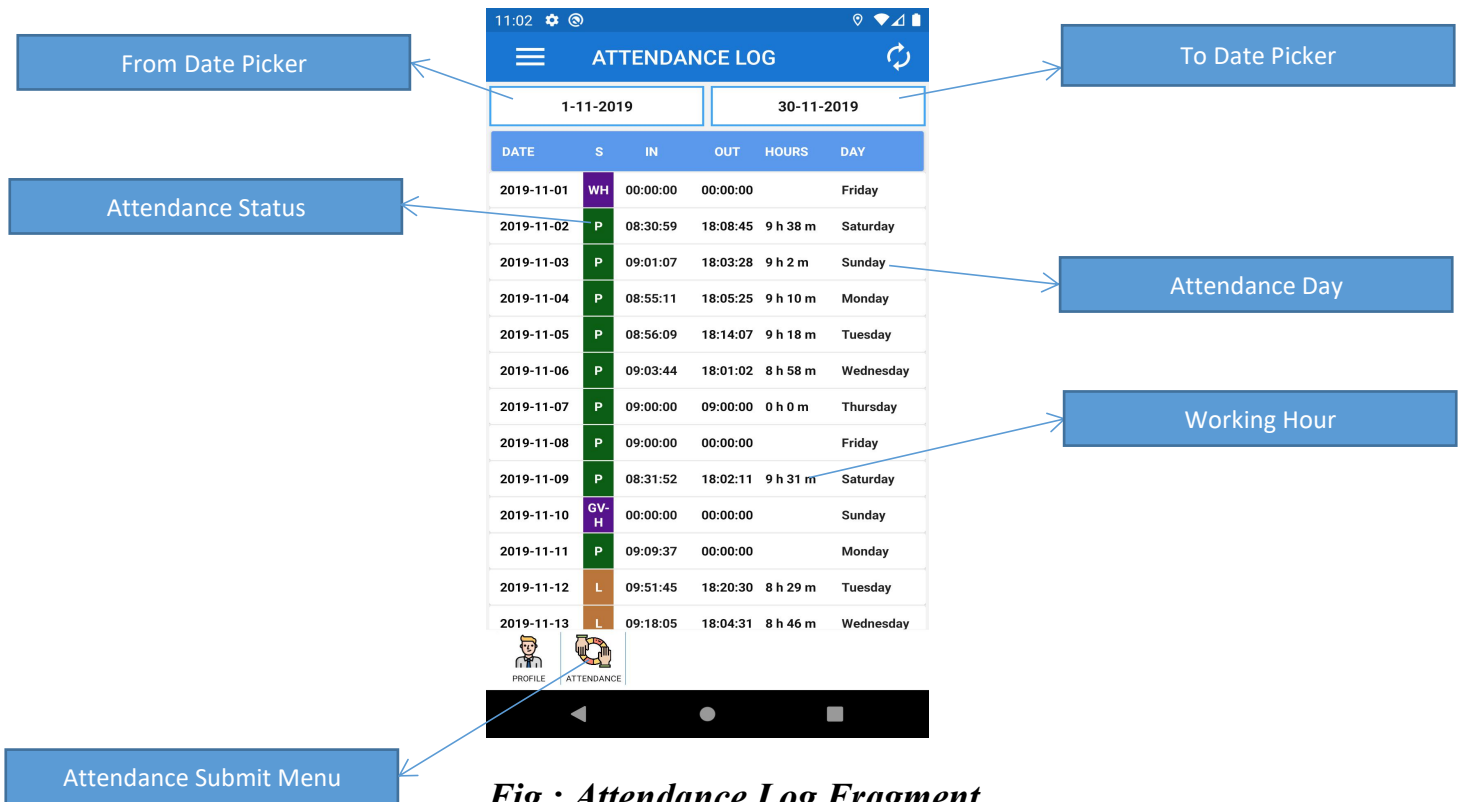 11:02
ATTENDANCE LOG
From Date Picker
To Date Picker
1-11-2019 30-11-2019
DATE S IN OUT HOURS DAY
2019-11-01 WH 00:00:00 00:00:00 Friday
Attendance Status
2019-11-02 P 08:30:59 18:08:45 9 h 38 m Saturday
2019-11-03 P 09:01:07 18:03:28 9 h 2 m Sunday
Attendance Day
2019-11-04 P 08:55:11 18:05:25 9 h 10 m Monday
2019-11-05 P 08:56:09 18:14:07 9 h 18 m Tuesday
2019-11-06 P 09:03:44 18:01:02 8 h 58 m Wednesday
2019-11-07 P 09:00:00 09:00:00 0 h 0 m Thursday
Working Hour
2019-11-08 P 09:00:00 00:00:00 Friday
2019-11-09 P 08:31:52 18:02:11 9 h 31 m Saturday
2019-11-10 GV-H 00:00:00 00:00:00 Sunday
2019-11-11 P 09:09:37 00:00:00 Monday
2019-11-12 L 09:51:45 18:20:30 8 h 29 m Tuesday
2019-11-13 L 09:18:05 18:04:31 8 h 46 m Wednesday
PROFILE ATTENDANCE
Attendance Submit Menu
Fig : Attendance Log Fragment